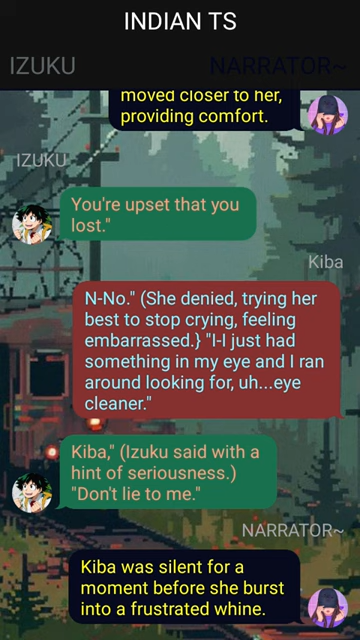 INDIAN TS
IZUKU
NARRATOR~
moved closer to her,
providing comfort.
IZUKU
You're upset that you
lost."
Kiba
N-No." (She denied, trying her
best to stop crying, feeling
embarrassed.} "I-I just had
something in my eye and I ran
around looking for, uh...eye
cleaner."
Kiba," (Izuku said with a
hint of seriousness.)
"Don't lie to me."
NARRATOR~
Kiba was silent for a
moment before she burst
into a frustrated whine.